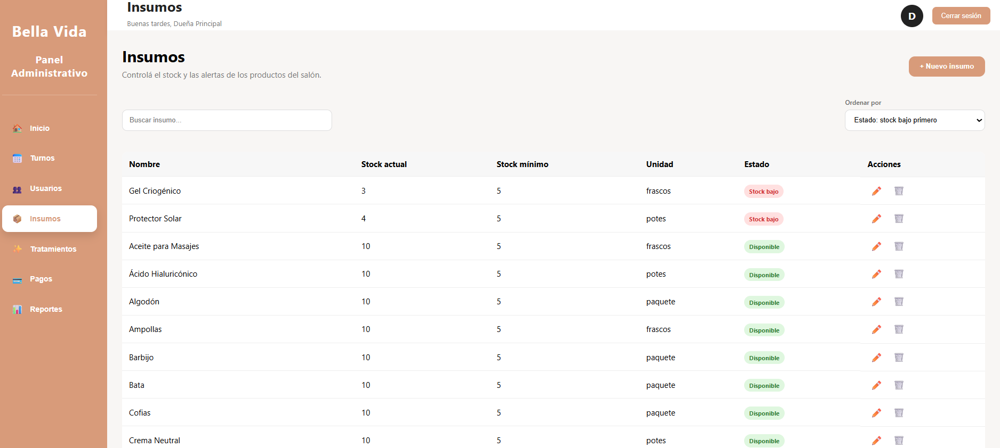 Bella Vida
Panel
Administrativo
Inicio
Turnos
Usuarios
Insumos
Tratamientos
Pagos
Reportes
Insumos
Buenas tardes, Dueña Principal
D
Cerrar sesión
Insumos
Controlá el stock y las alertas de los productos del salón.
+ Nuevo insumo
Buscar insumo...
Ordenar por
Estado: stock bajo primero
Nombre Stock actual Stock mínimo Unidad Estado Acciones
Gel Criogénico 3 5 frascos Stock bajo
Protector Solar 4 5 potes Stock bajo
Aceite para Masajes 10 5 frascos Disponible
Ácido Hialuricónico 10 5 potes Disponible
Algodón 10 5 paquete Disponible
Ampollas 10 5 frascos Disponible
Barbijo 10 5 paquete Disponible
Bata 10 5 paquete Disponible
Cofias 10 5 paquete Disponible
Crema Neutral 10 5 potes Disponible